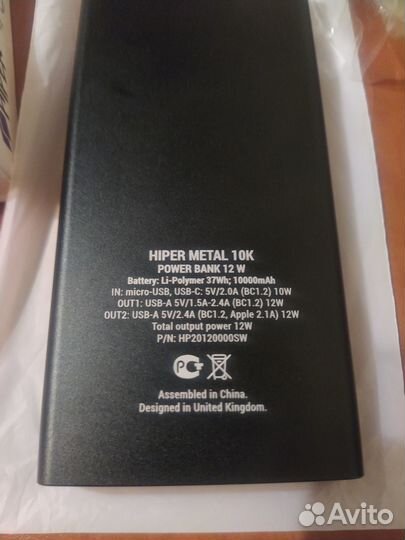 HIPER METAL 10K
POWER BANK 12 W
Battery: Li-Polymer 37Wh; 10000mAh
IN: micro-USB, USB-C: 5V/2.0A (BC1.2) 10W
OUT1: USB-A 5V/1.5A-2.4A (BC1.2) 12W
OUT2: USB-A 5V/2.4A (BC1.2, Apple 2.1A) 12W
Total output power 12W
P/N: HP20120000SW
Assembled in China.
Designed in United Kingdom.
Avito